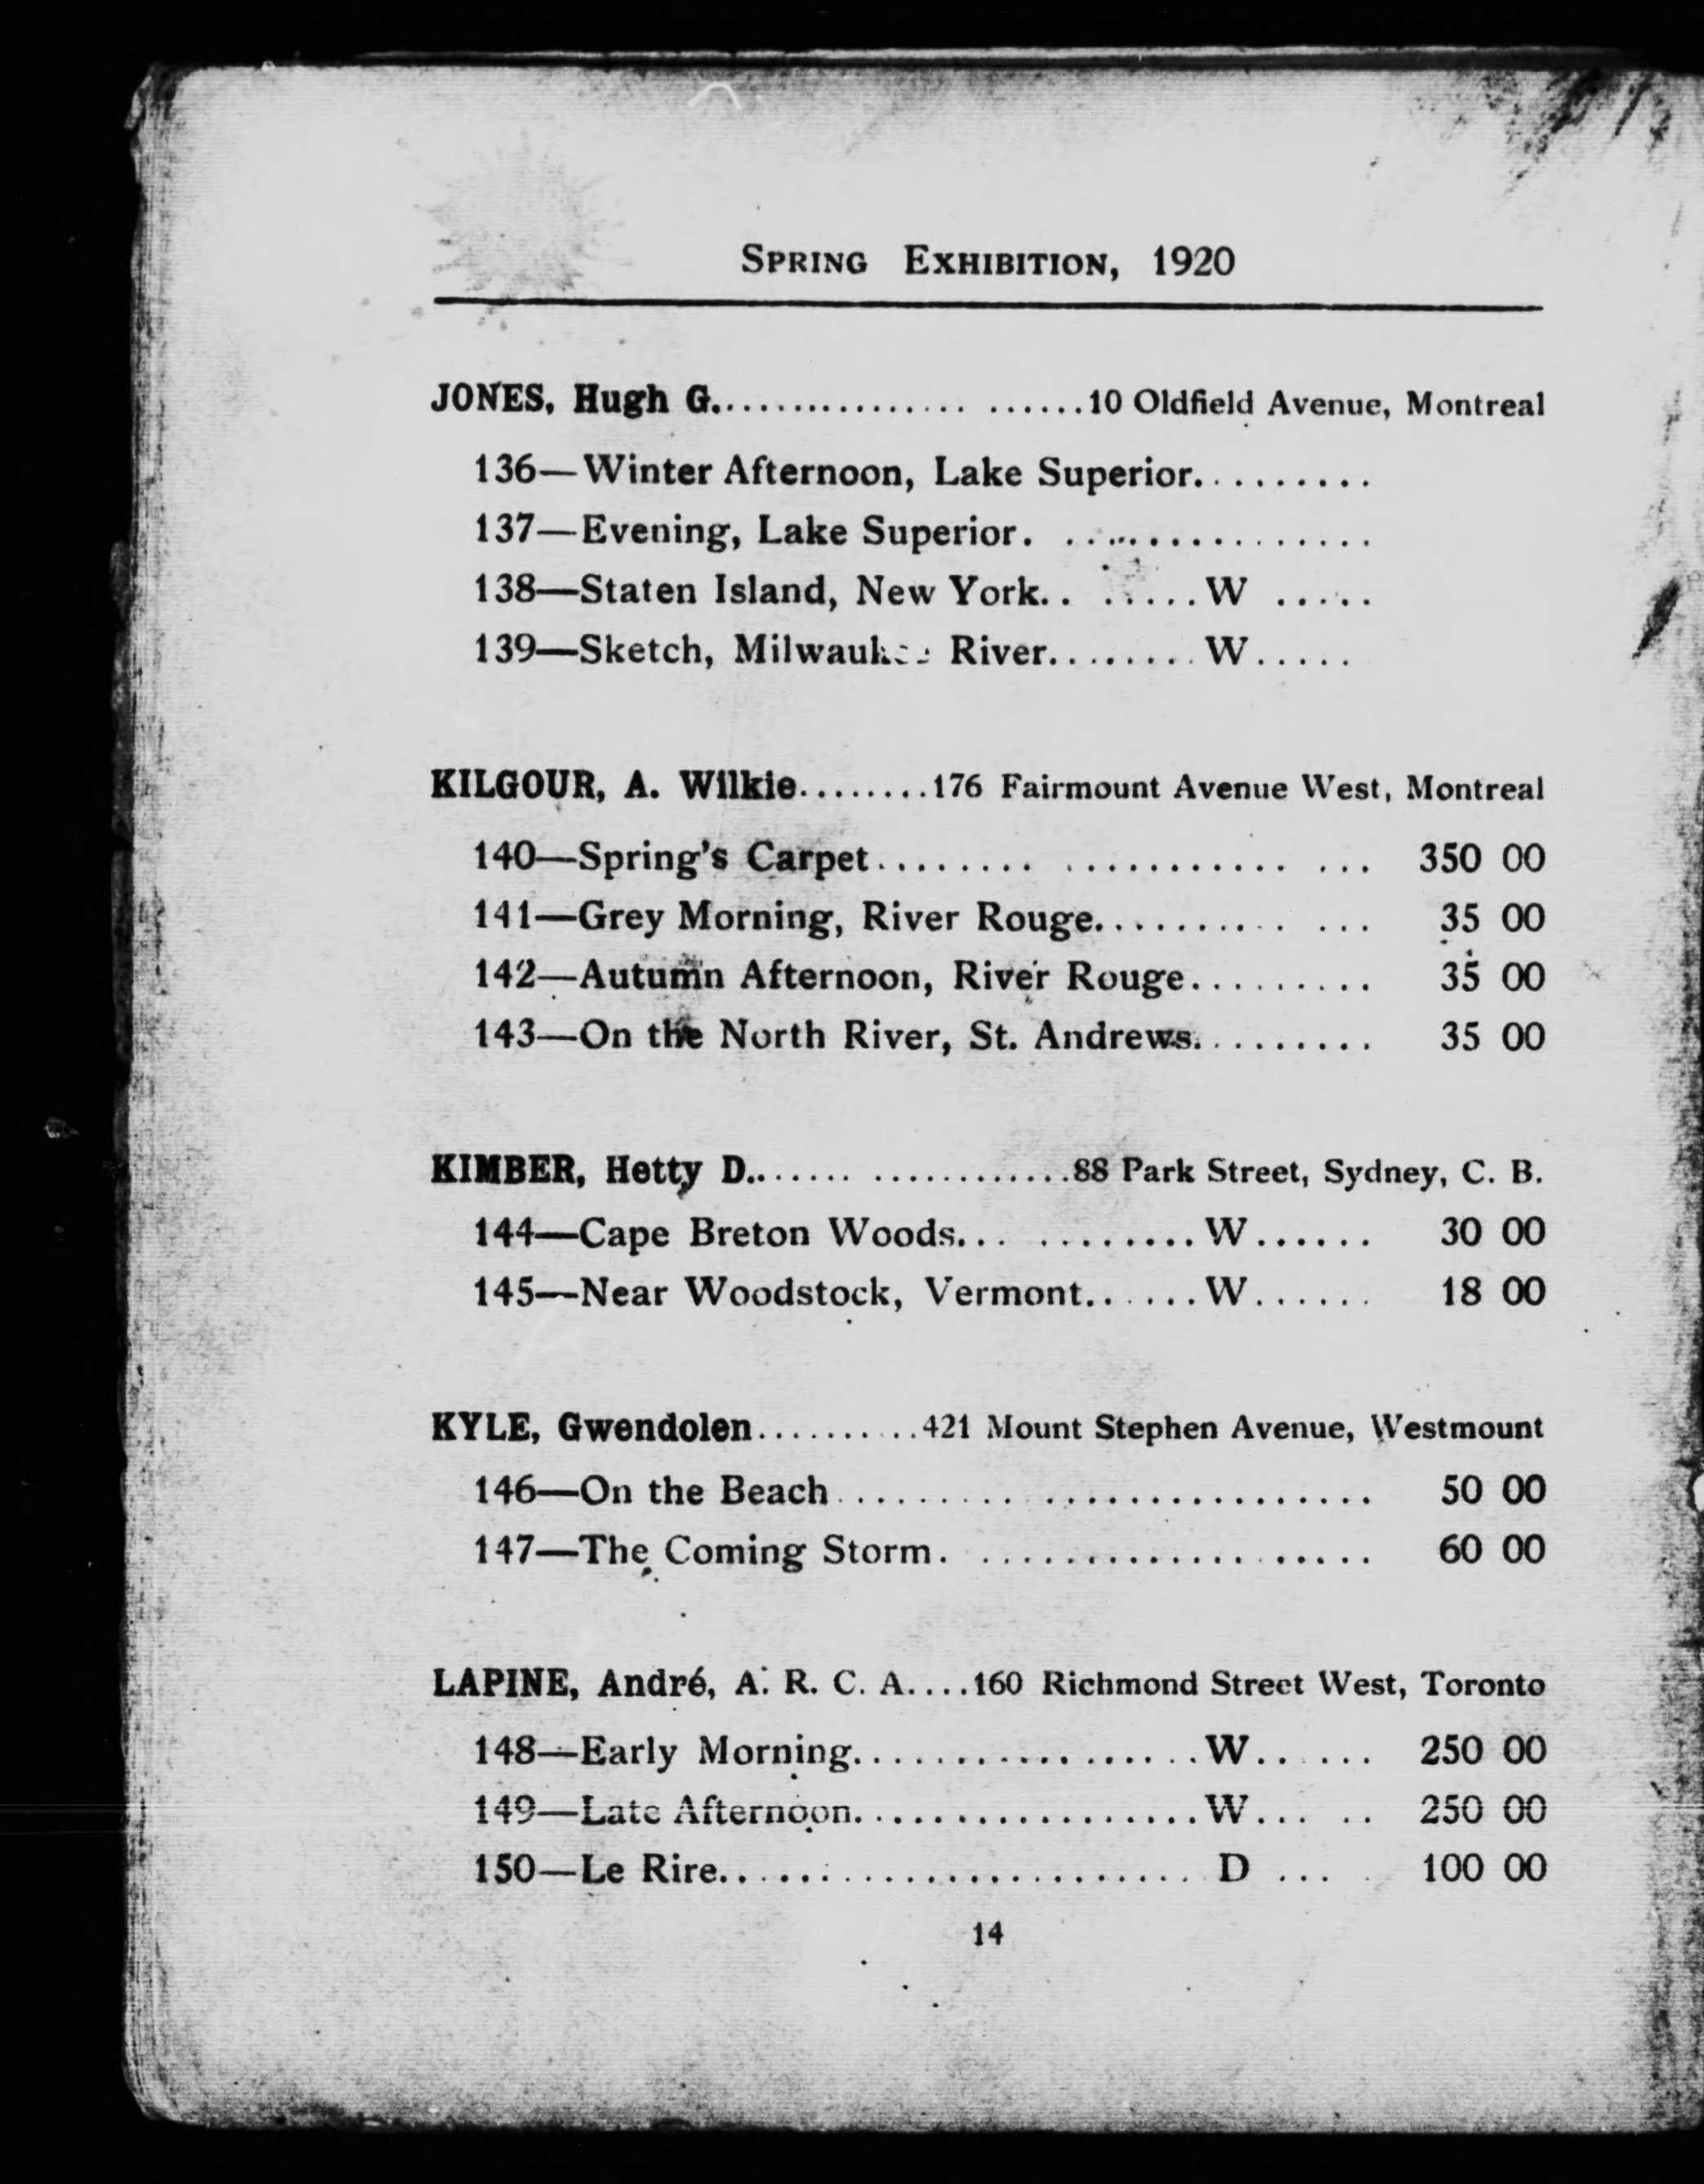 SPRING EXHIBITION, 1920
JONES, Hugh G. ........................10 Oldfield Avenue, Montreal
136—Winter Afternoon, Lake Superior..........
137—Evening, Lake Superior. ................
138—Staten Island, New York.. ......W .....
139—Sketch, Milwaukee River........W.....
KILGOUR, A. Wilkie........176 Fairmount Avenue West, Montreal
140—Spring's Carpet........ ............ ... 350 00
141—Grey Morning, River Rouge.......... ... 35 00
142—Autumn Afternoon, River Rouge......... 35 00
143—On the North River, St. Andrews......... 35 00
KIMBER, Hetty D....... .............88 Park Street, Sydney, C. B.
144—Cape Breton Woods... ...........W...... 30 00
145—Near Woodstock, Vermont......W...... 18 00
KYLE, Gwendolen..........421 Mount Stephen Avenue, Westmount
146—On the Beach............................ 50 00
147—The Coming Storm. .................... 60 00
LAPINE, André, A. R. C. A....160 Richmond Street West, Toronto
148—Early Morning..................W...... 250 00
149—Late Afternoon..................W... .. 250 00
150—Le Rire......................... D ... . 100 00
14